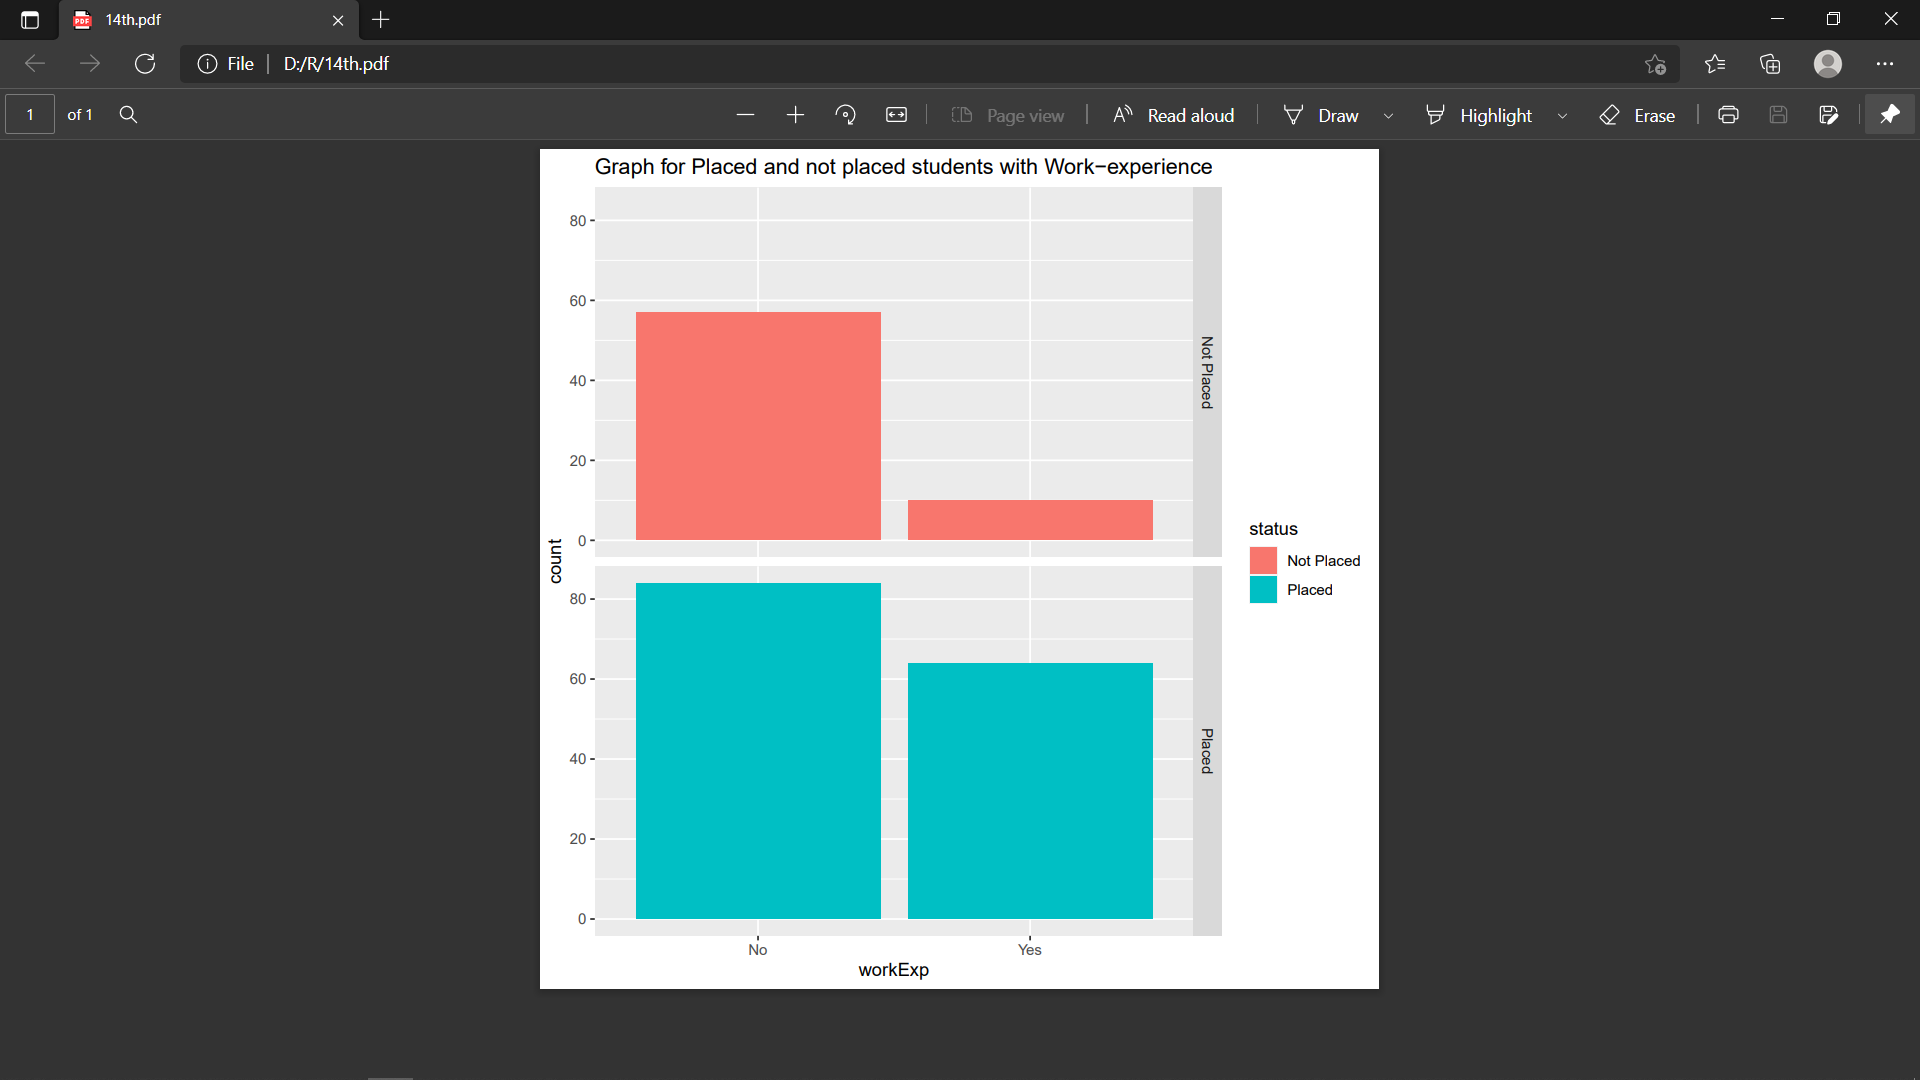 14th.pdf
File D:/R/14th.pdf
1 of 1 Page view Read aloud Draw Highlight Erase
Graph for Placed and not placed students with Work−experience
80
60
40
20
0
Not Placed
count
80
60
40
20
0
Placed
No Yes
workExp
status
Not Placed
Placed